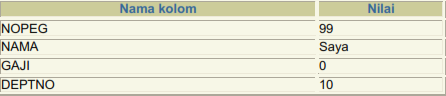 Nama kolom Nilai
NOPEG 99
NAMA Saya
GAJI 0
DEPTNO 10